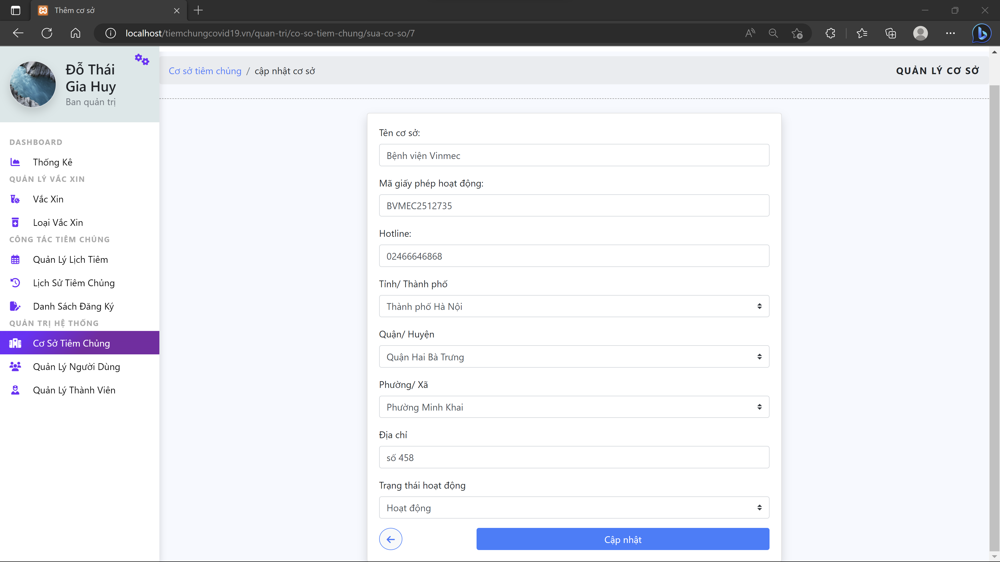 Thêm cơ sở
localhost/tiemchungcovid19.vn/quan-tri/co-so-tiem-chung/sua-co-so/7
Đỗ Thái
Gia Huy
Ban quản trị
DASHBOARD
Thống Kê
QUẢN LÝ VẮC XIN
Vắc Xin
Loại Vắc Xin
CÔNG TÁC TIÊM CHỦNG
Quản Lý Lịch Tiêm
Lịch Sử Tiêm Chủng
Danh Sách Đăng Ký
QUẢN TRỊ HỆ THỐNG
Cơ Sở Tiêm Chủng
Quản Lý Người Dùng
Quản Lý Thành Viên
Cơ sở tiêm chủng / cập nhật cơ sở
QUẢN LÝ CƠ SỞ
Tên cơ sở:
Bệnh viện Vinmec
Mã giấy phép hoạt động:
BVMEC2512735
Hotline:
02466646868
Tỉnh/ Thành phố
Thành phố Hà Nội
Quận/ Huyện
Quận Hai Bà Trưng
Phường/ Xã
Phường Minh Khai
Địa chỉ
số 458
Trạng thái hoạt động
Hoạt động
Cập nhật